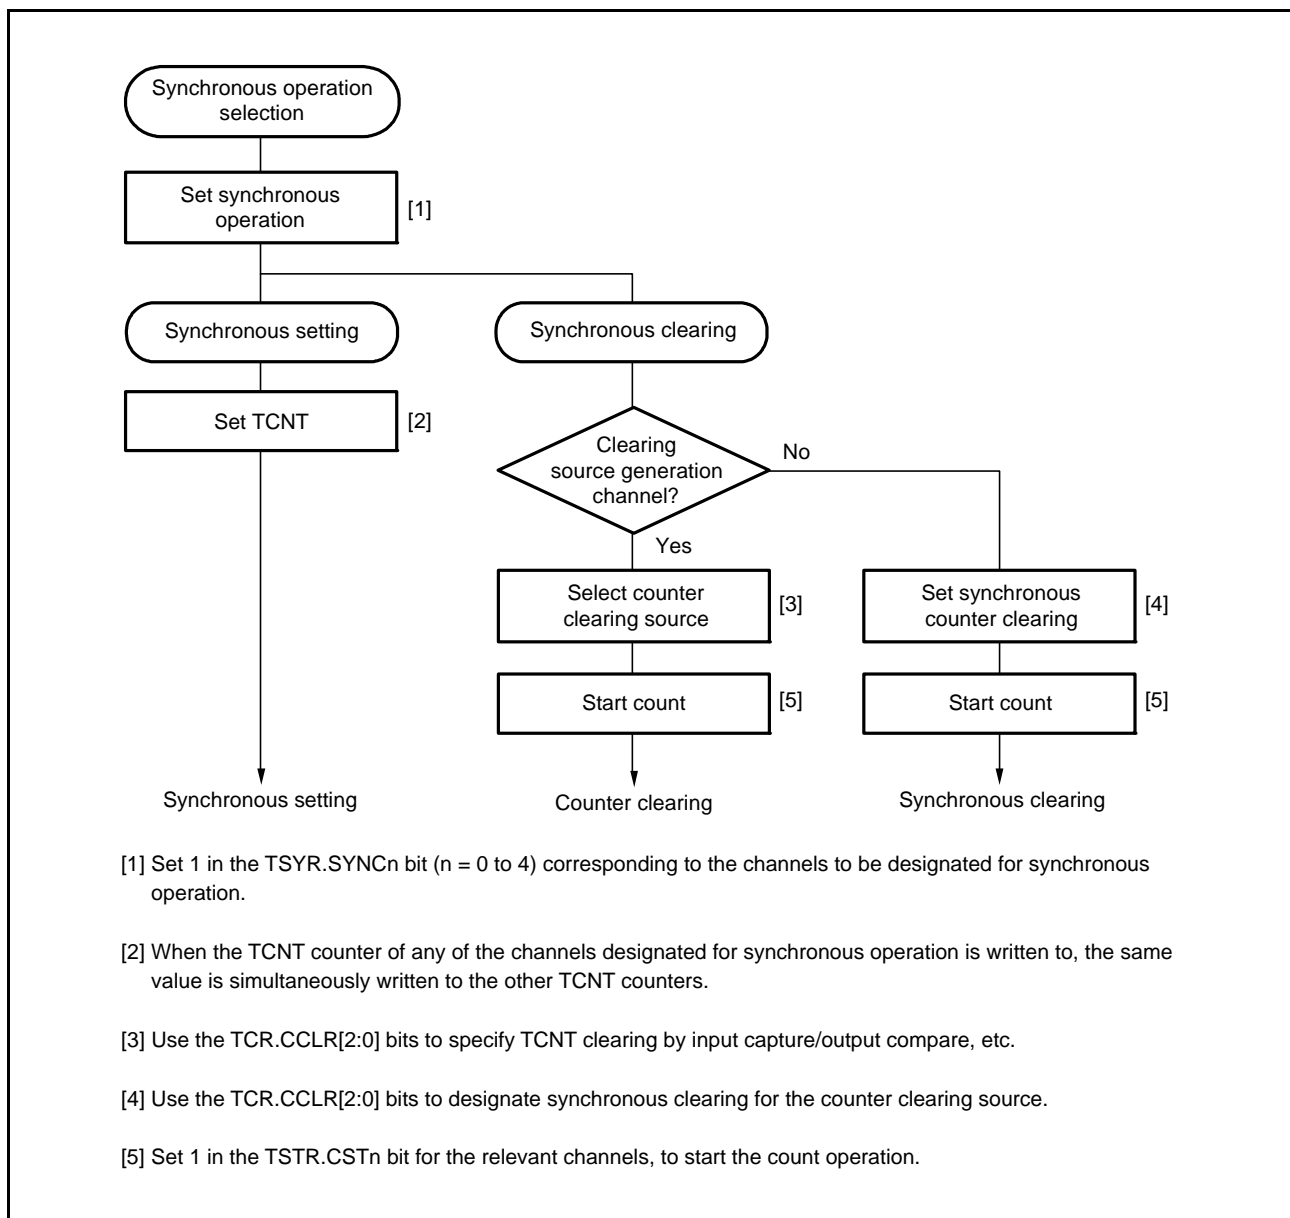 Synchronous operation
selection
Set synchronous
operation
[1]
Synchronous setting
Synchronous clearing
Set TCNT
[2]
Clearing
source generation
channel?
No
Yes
Select counter
clearing source
[3]
Set synchronous
counter clearing
[4]
Start count
[5]
Start count
[5]
Synchronous setting
Counter clearing
Synchronous clearing
[1] Set 1 in the TSYR.SYNCn bit (n = 0 to 4) corresponding to the channels to be designated for synchronous
operation.
[2] When the TCNT counter of any of the channels designated for synchronous operation is written to, the same
value is simultaneously written to the other TCNT counters.
[3] Use the TCR.CCLR[2:0] bits to specify TCNT clearing by input capture/output compare, etc.
[4] Use the TCR.CCLR[2:0] bits to designate synchronous clearing for the counter clearing source.
[5] Set 1 in the TSTR.CSTn bit for the relevant channels, to start the count operation.